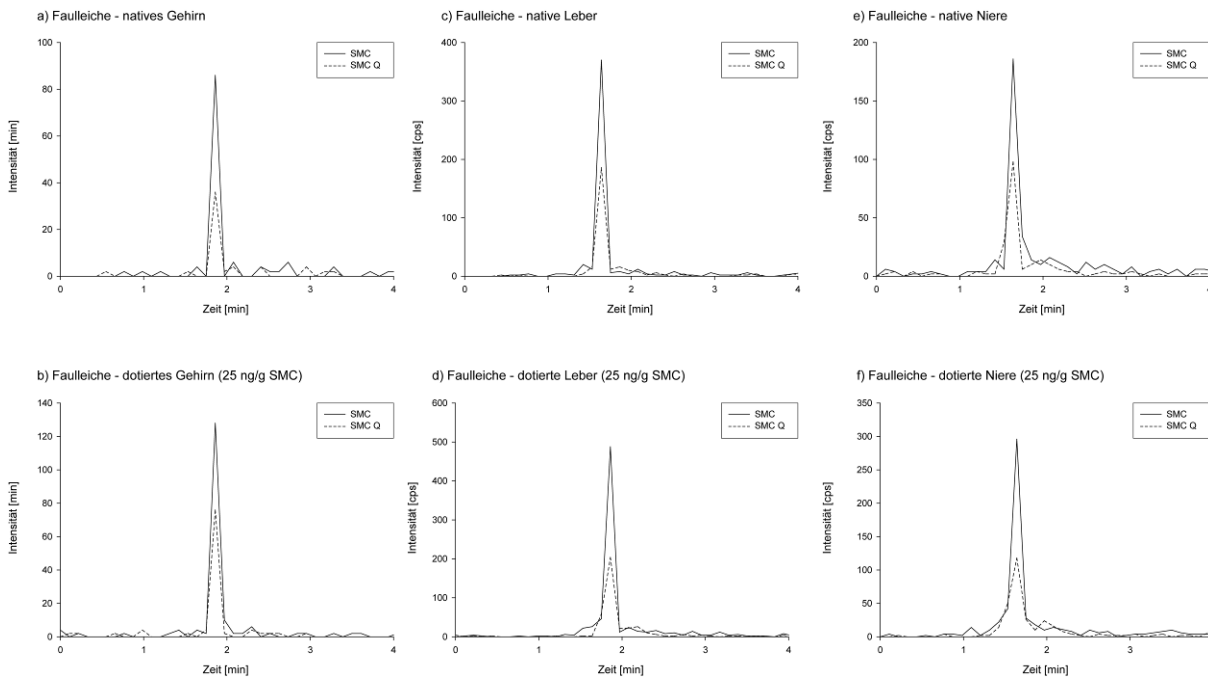 a) Faulleiche - natives Gehirn
100
80
60
40
20
0
0 1 2 3 4
Intensität [min]
Zeit [min]
SMC
SMC Q
c) Faulleiche - native Leber
400
300
200
100
0
0 1 2 3 4
Intensität [cps]
Zeit [min]
SMC
SMC Q
e) Faulleiche - native Niere
200
150
100
50
0
0 1 2 3 4
Intensität [cps]
Zeit [min]
SMC
SMC Q
b) Faulleiche - dotiertes Gehirn (25 ng/g SMC)
140
120
100
80
60
40
20
0
0 1 2 3 4
Intensität [min]
Zeit [min]
SMC
SMC Q
d) Faulleiche - dotierte Leber (25 ng/g SMC)
600
500
400
300
200
100
0
0 1 2 3 4
Intensität [cps]
Zeit [min]
SMC
SMC Q
f) Faulleiche - dotierte Niere (25 ng/g SMC)
350
300
250
200
150
100
50
0
0 1 2 3 4
Intensität [cps]
Zeit [min]
SMC
SMC Q